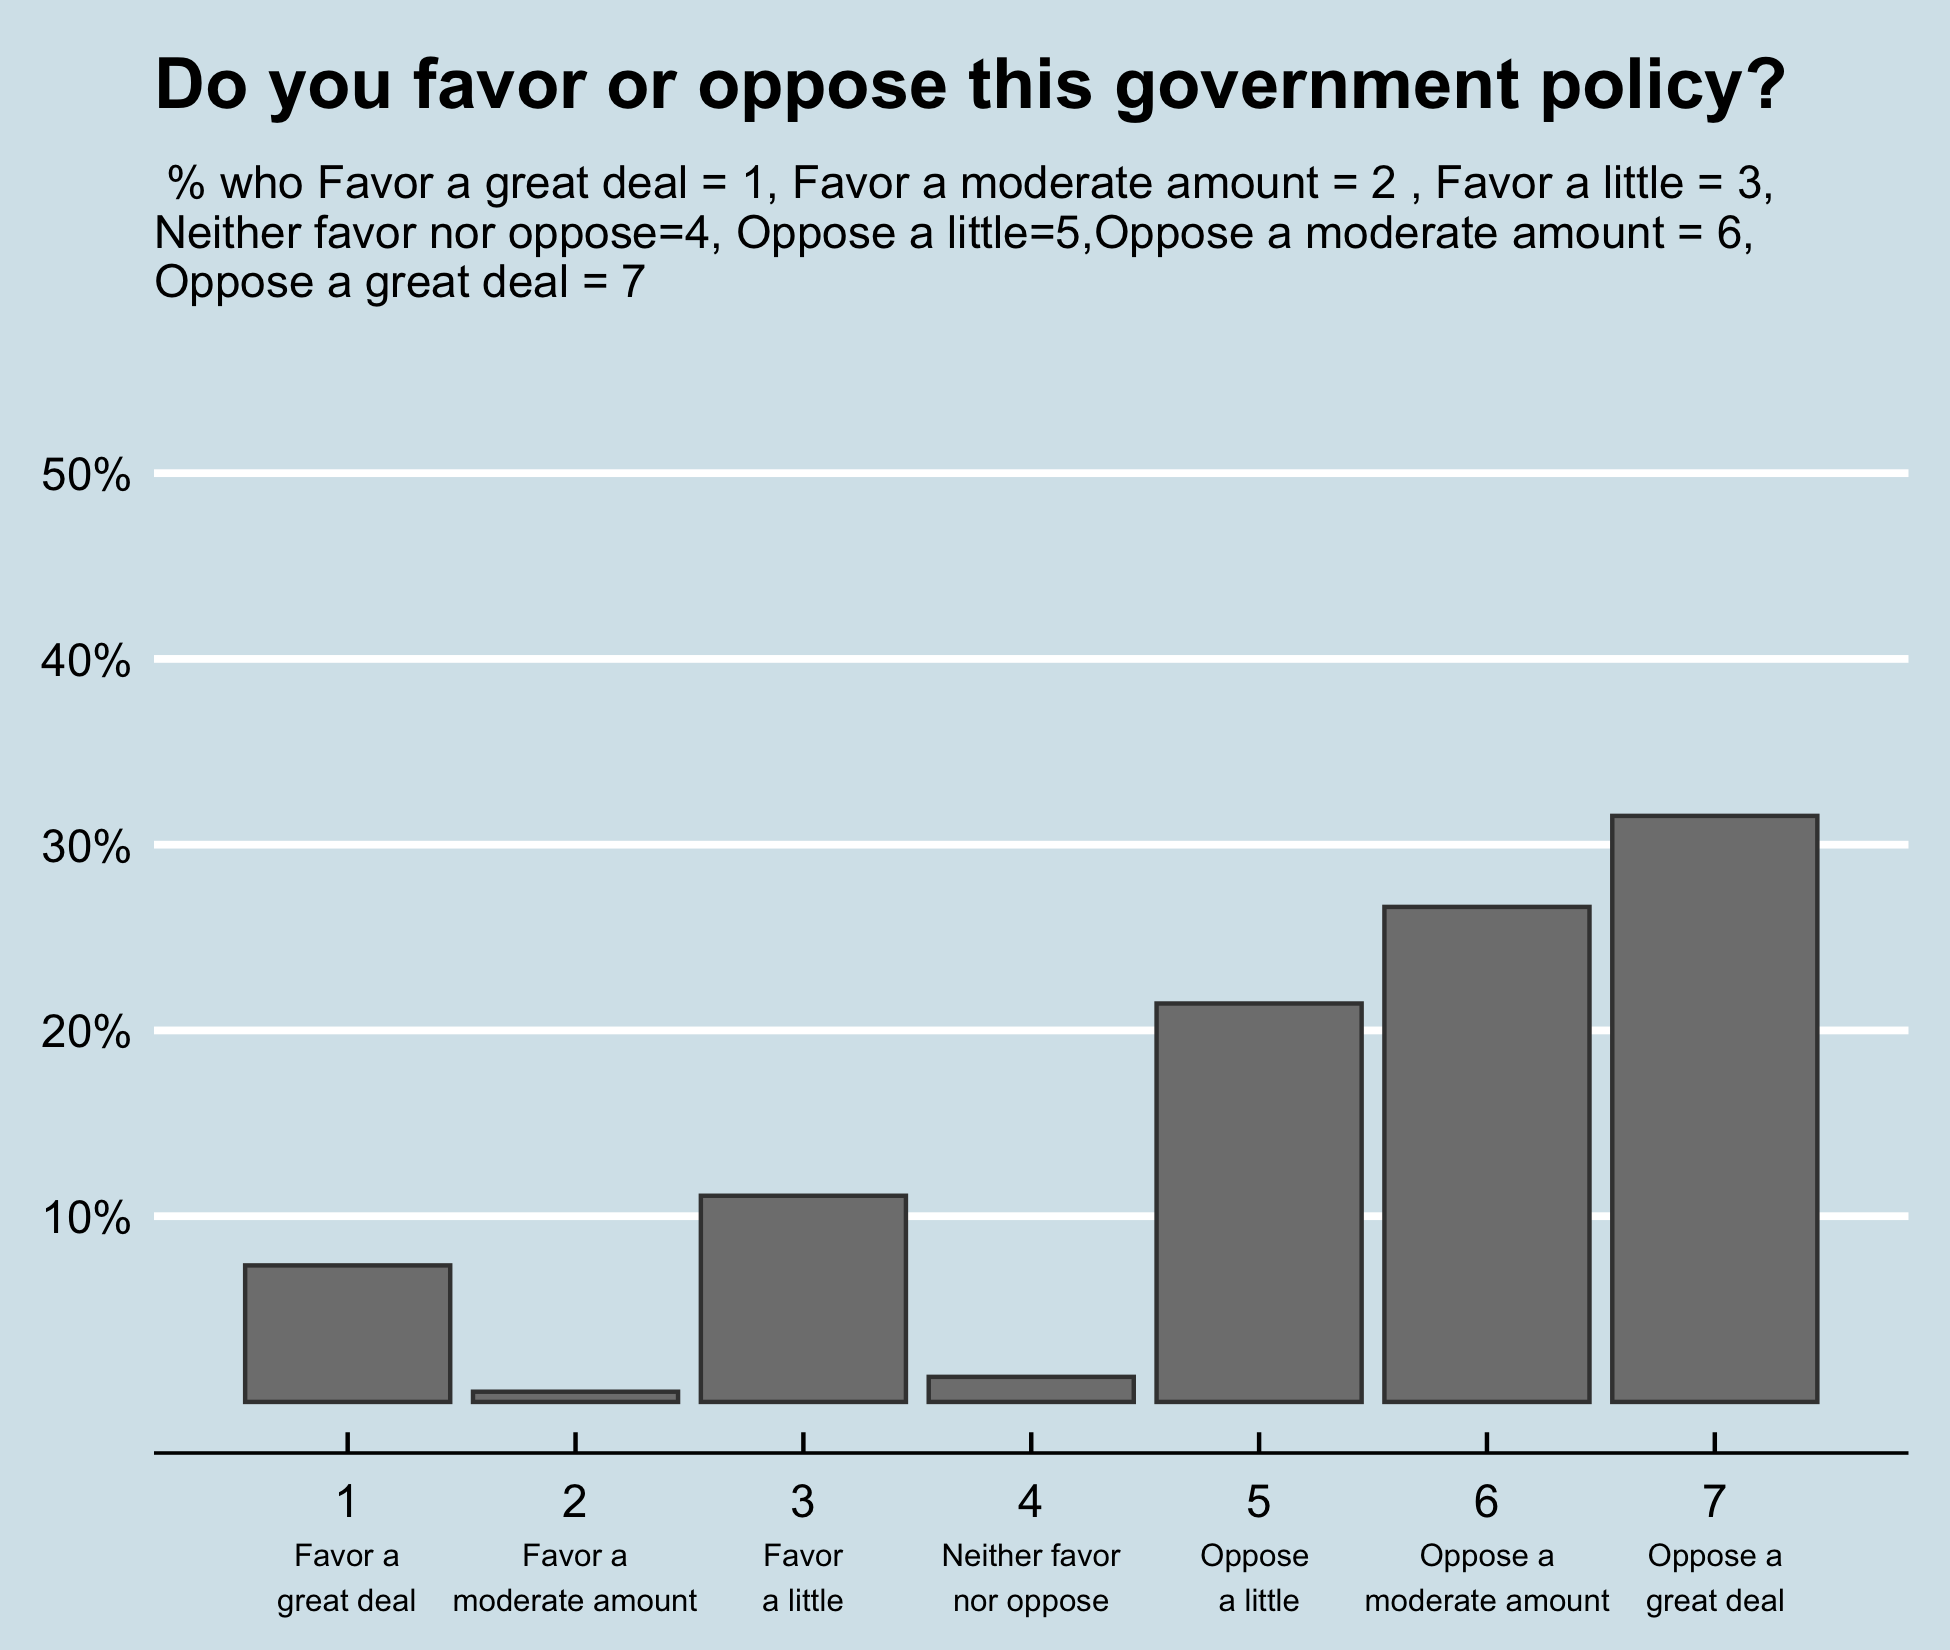 Do you favor or oppose this government policy?
% who Favor a great deal = 1, Favor a moderate amount = 2 , Favor a little = 3,
Neither favor nor oppose=4, Oppose a little=5,Oppose a moderate amount = 6,
Oppose a great deal = 7
50%
40%
30%
20%
10%
1 2 3 4 5 6 7
Favor a Favor a Favor Neither favor Oppose Oppose a Oppose a
great deal moderate amount a little nor oppose a little moderate amount great deal